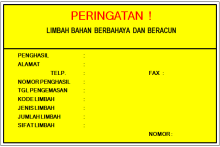 PERINGATAN !
LIMBAH BAHAN BERBAHAYA DAN BERACUN
PENGHASIL :
ALAMAT :
TELP. : FAX :
NOMOR PENGHASIL :
TGL PENGEMASAN :
KODE LIMBAH :
JENIS LIMBAH :
JUMLAH LIMBAH :
SIFAT LIMBAH :
NOMOR :